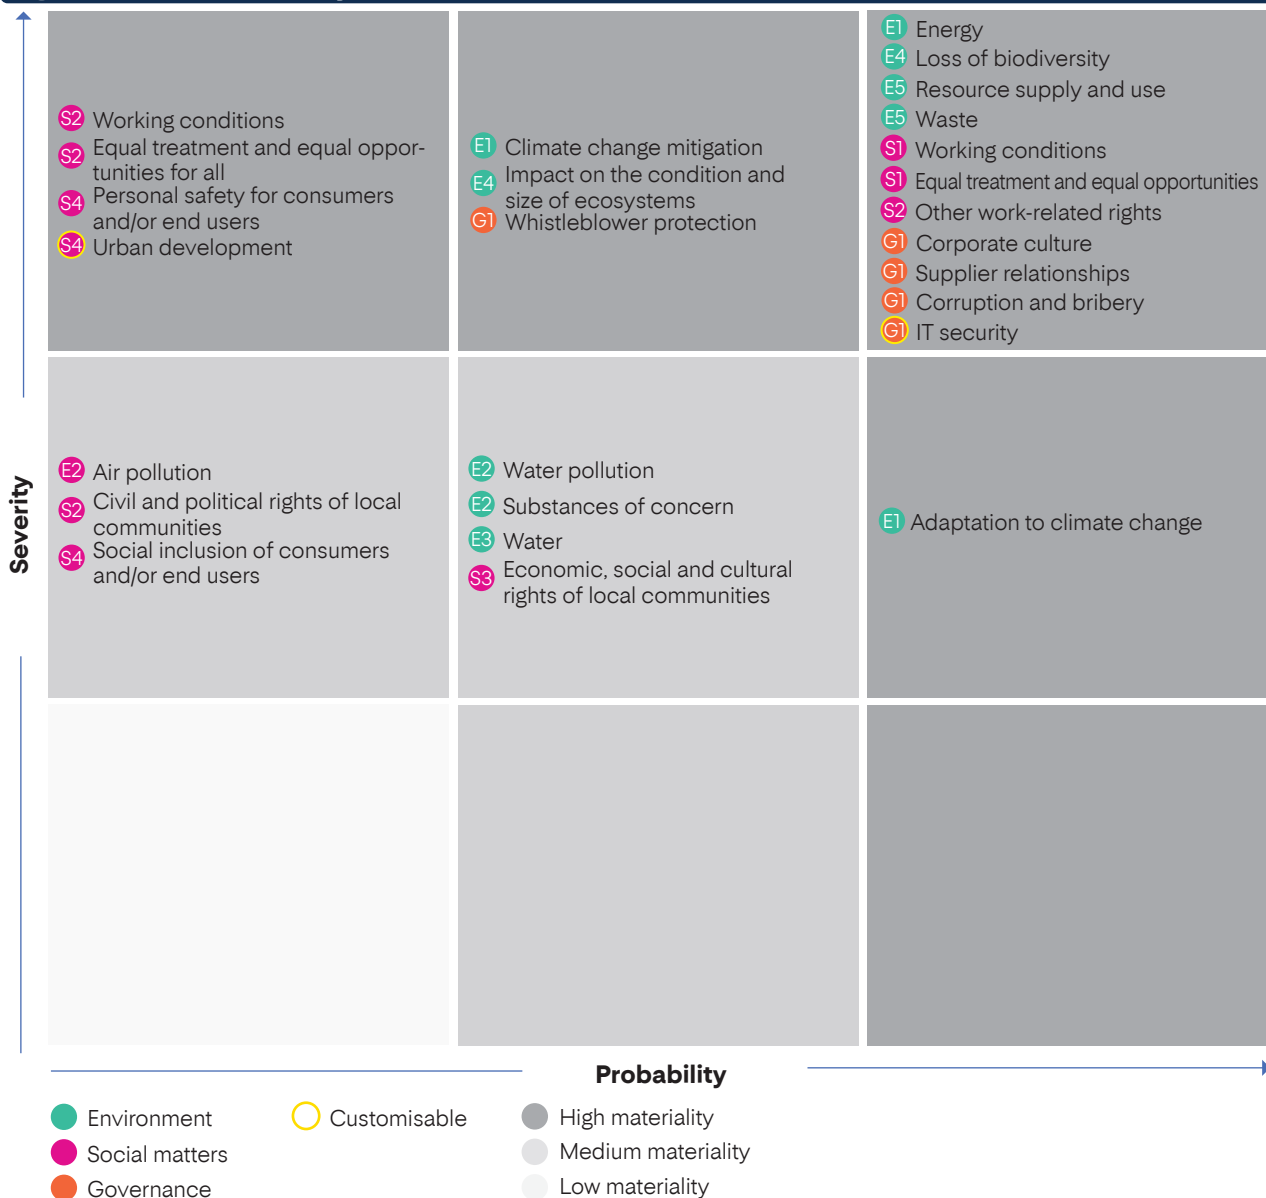 S2 Working conditions
S2 Equal treatment and equal oppor-
tunities for all
S4 Personal safety for consumers
and/or end users
S4 Urban development
E1 Climate change mitigation
E4 Impact on the condition and
size of ecosystems
G1 Whistleblower protection
E1 Energy
E4 Loss of biodiversity
E5 Resource supply and use
E5 Waste
S1 Working conditions
S1 Equal treatment and equal opportunities
S2 Other work-related rights
G1 Corporate culture
G1 Supplier relationships
G1 Corruption and bribery
G1 IT security
Severity
E2 Air pollution
S2 Civil and political rights of local
communities
S4 Social inclusion of consumers
and/or end users
E2 Water pollution
E2 Substances of concern
E3 Water
S3 Economic, social and cultural
rights of local communities
E1 Adaptation to climate change
Probability
Environment
Social matters
Governance
Customisable
High materiality
Medium materiality
Low materiality